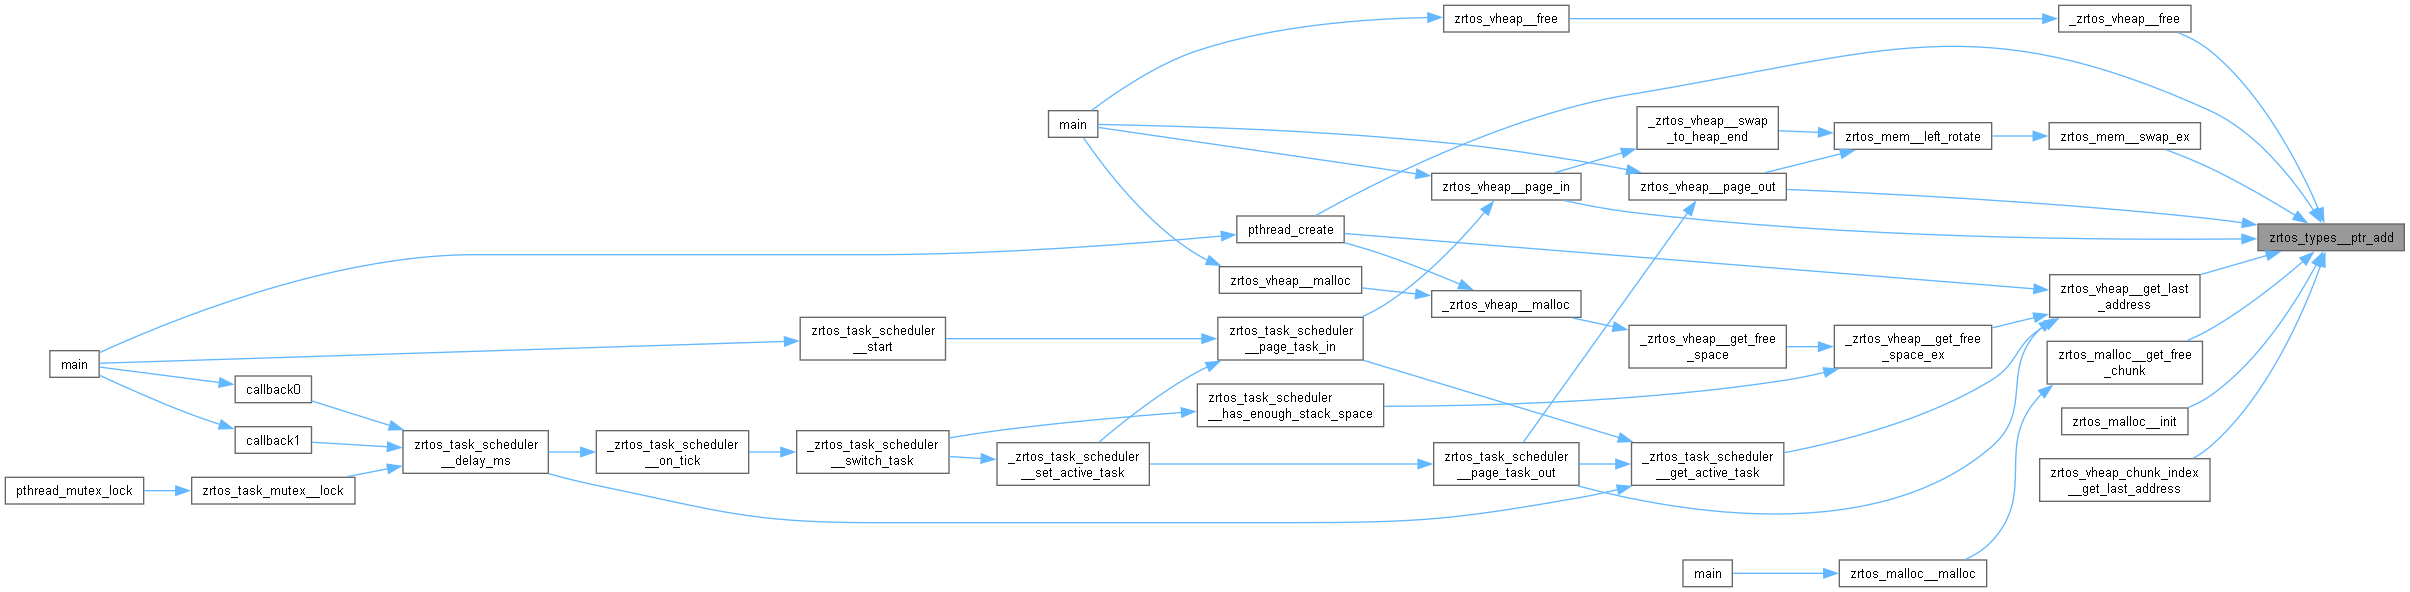 zrtos_vheap__free
_zrtos_vheap__free
main
_zrtos_vheap__swap
_to_heap_end
zrtos_mem__left_rotate
zrtos_mem__swap_ex
zrtos_vheap__page_in
zrtos_vheap__page_out
pthread_create
zrtos_types__ptr_add
zrtos_vheap__malloc
_zrtos_vheap__malloc
zrtos_vheap__get_last
_address
zrtos_task_scheduler
__start
zrtos_task_scheduler
__page_task_in
_zrtos_vheap__get_free
_space
_zrtos_vheap__get_free
_space_ex
zrtos_malloc__get_free
_chunk
main
callback0
zrtos_task_scheduler
__has_enough_stack_space
zrtos_malloc__init
callback1
zrtos_task_scheduler
__delay_ms
_zrtos_task_scheduler
__on_tick
_zrtos_task_scheduler
__switch_task
_zrtos_task_scheduler
__set_active_task
zrtos_task_scheduler
__page_task_out
_zrtos_task_scheduler
__get_active_task
zrtos_vheap_chunk_index
__get_last_address
pthread_mutex_lock
zrtos_task_mutex__lock
main
zrtos_malloc__malloc